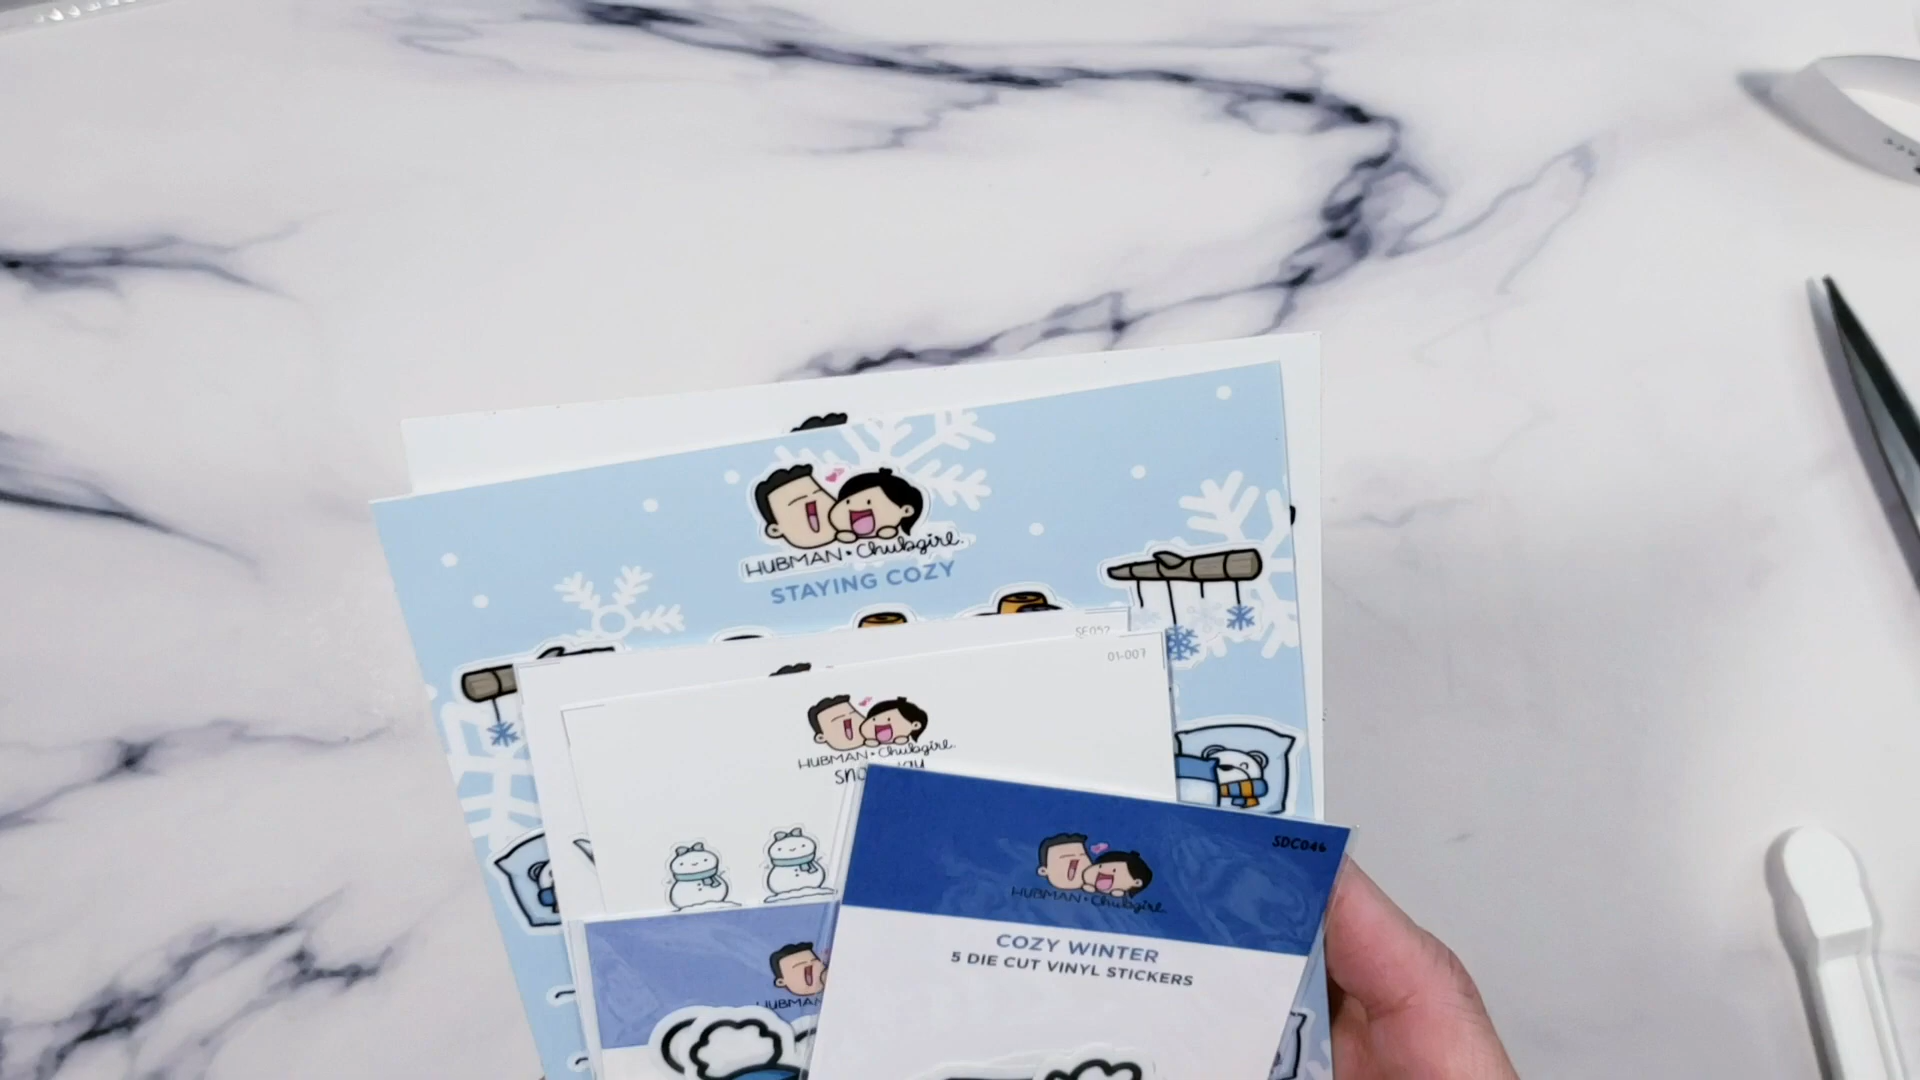 HUBMAN • Chubgirl.
STAYING COZY
SE057
01-007
HUBMAN • Chubgirl.
SDC046
HUBMAN • Chubgirl.
COZY WINTER
5 DIE CUT VINYL STICKERS
HUBMAN